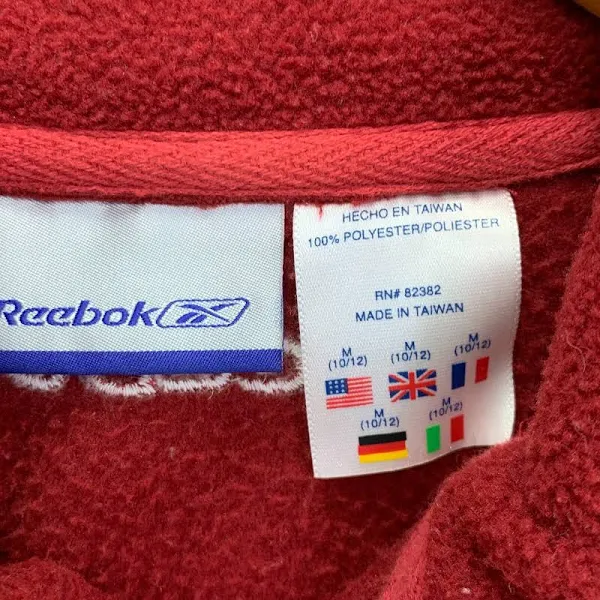 Reebok
HECHO EN TAIWAN
100% POLYESTER/POLIESTER
RN# 82382
MADE IN TAIWAN
M M M
(10/12) (10/12) (10/12)
M M
(10/12) (10/12)